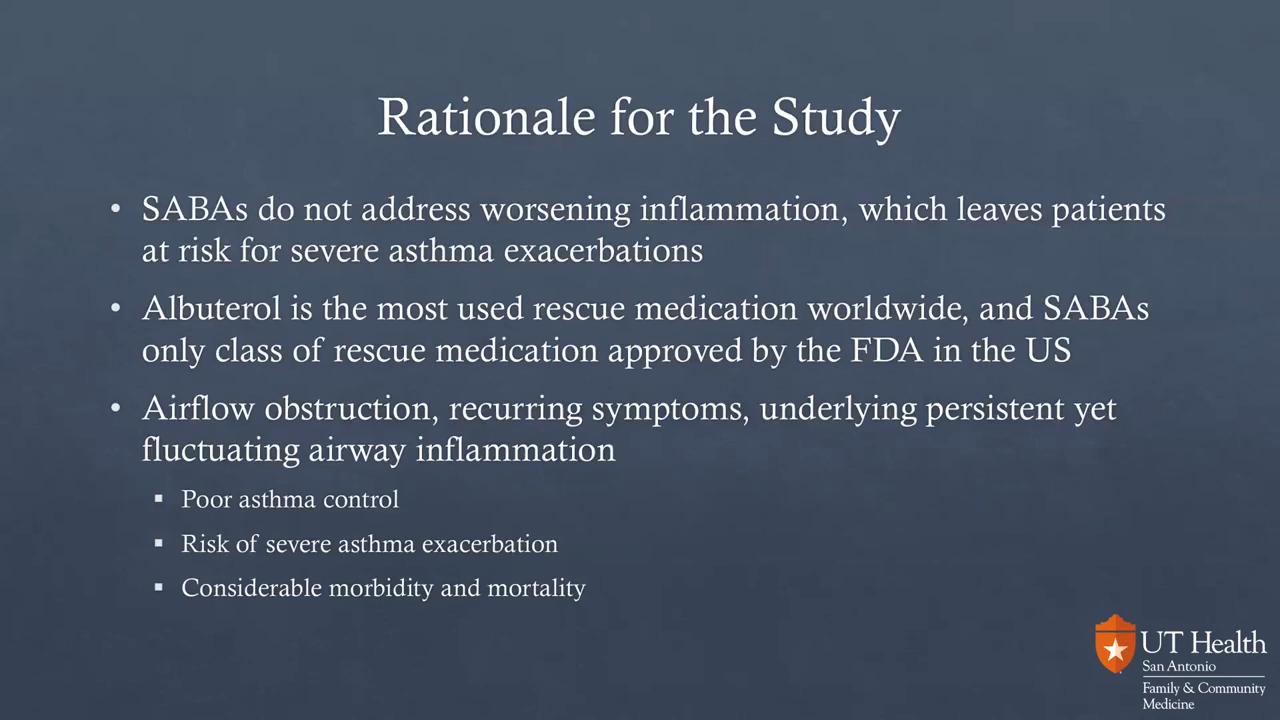 Rationale for the Study
• SABAs do not address worsening inflammation, which leaves patients
at risk for severe asthma exacerbations
• Albuterol is the most used rescue medication worldwide, and SABAs
only class of rescue medication approved by the FDA in the US
• Airflow obstruction, recurring symptoms, underlying persistent yet
fluctuating airway inflammation
▪ Poor asthma control
▪ Risk of severe asthma exacerbation
▪ Considerable morbidity and mortality
UT Health
San Antonio
Family & Community
Medicine